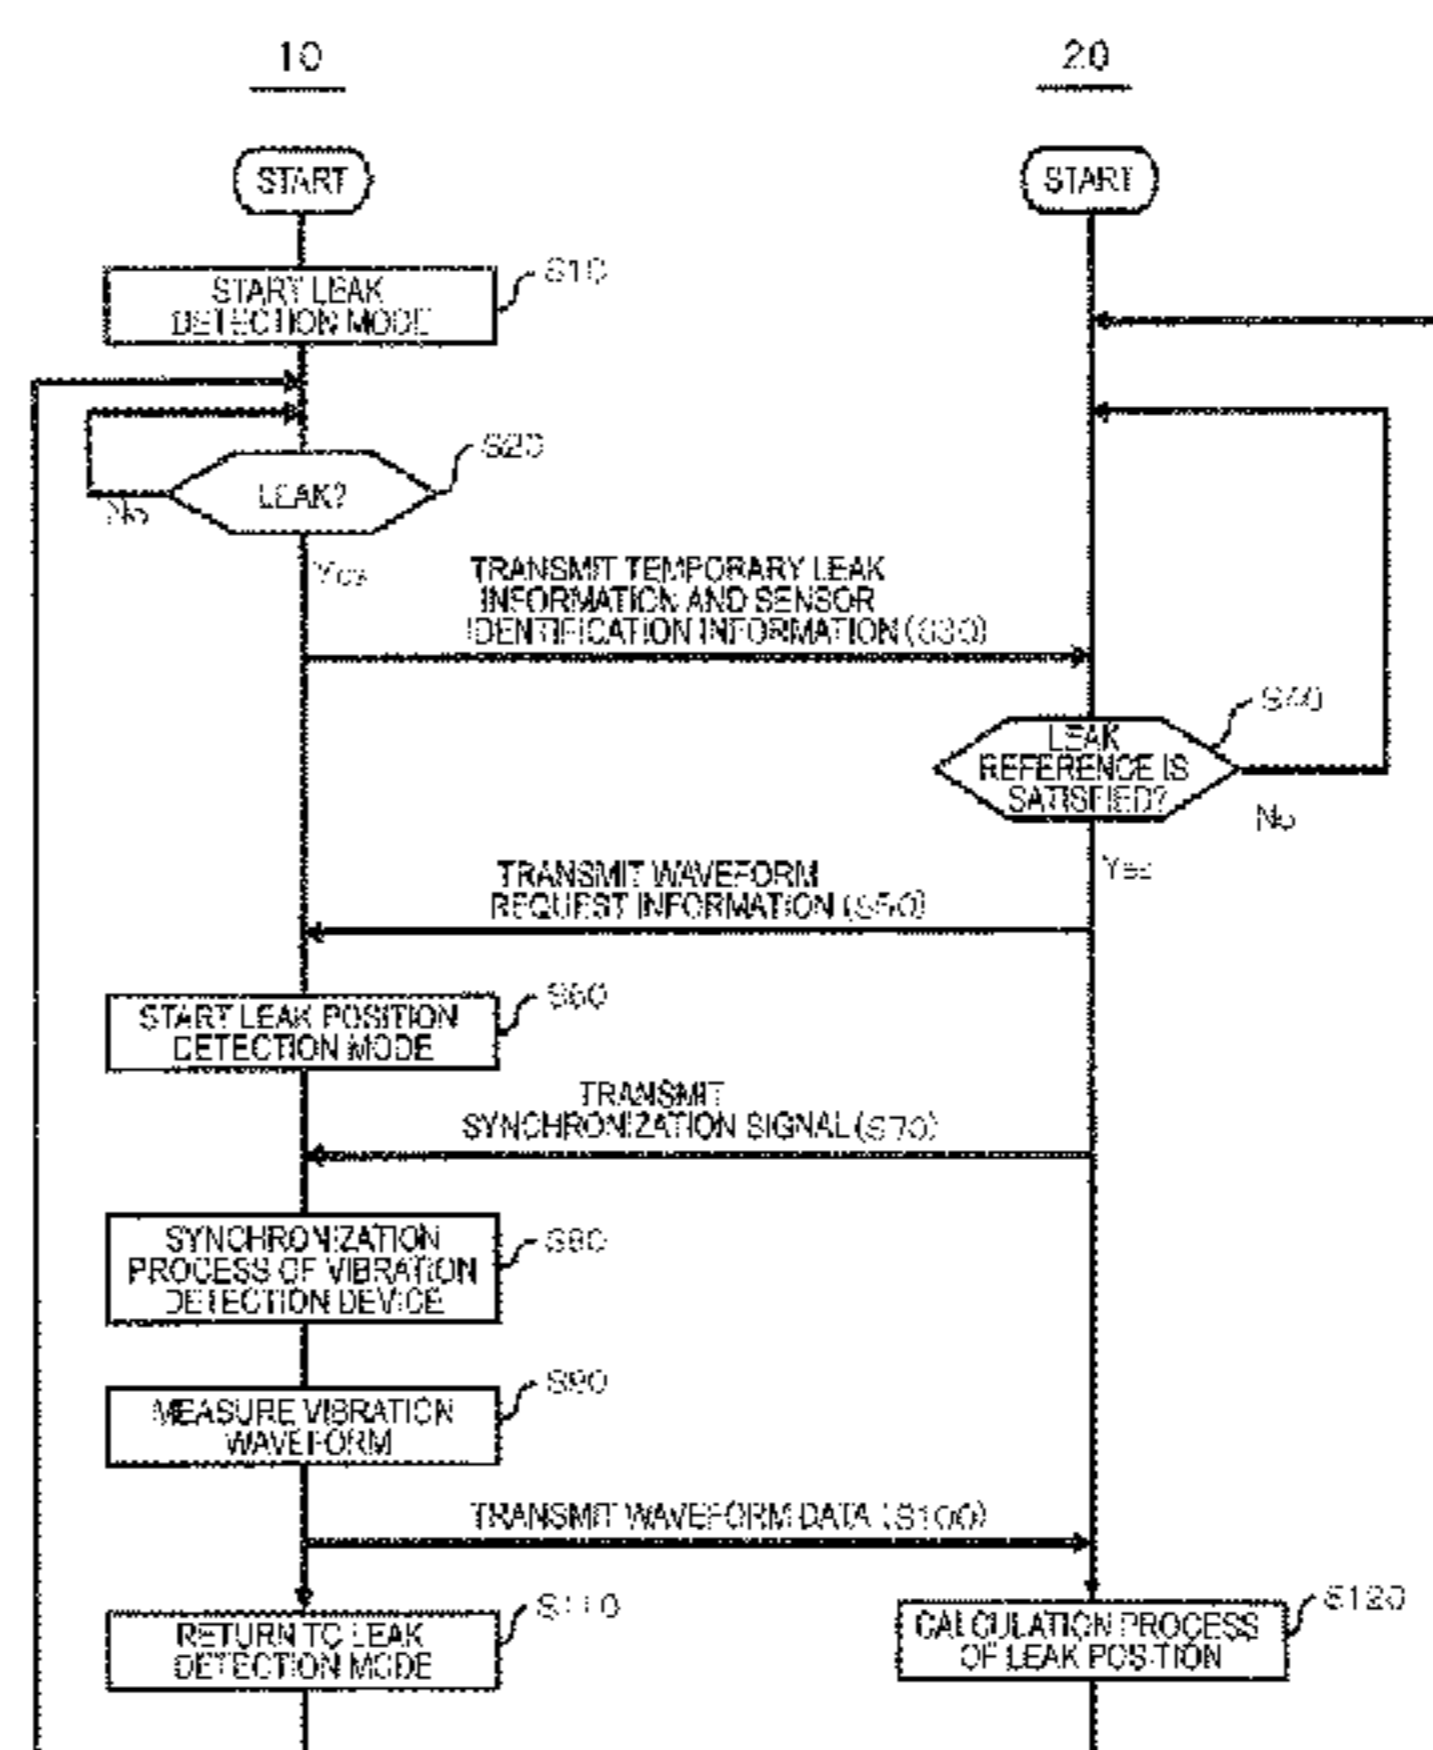 10
20
START
START
START LEAK
DETECTION MODE
S10
LEAK?
S20
No
Yes
TRANSMIT TEMPORARY LEAK
INFORMATION AND SENSOR
IDENTIFICATION INFORMATION (S30)
LEAK
REFERENCE IS
SATISFIED?
S40
No
Yes
TRANSMIT WAVEFORM
REQUEST INFORMATION (S50)
START LEAK POSITION
DETECTION MODE
S60
TRANSMIT
SYNCHRONIZATION SIGNAL (S70)
SYNCHRONIZATION
PROCESS OF VIBRATION
DETECTION DEVICE
S80
MEASURE VIBRATION
WAVEFORM
S90
TRANSMIT WAVEFORM DATA (S100)
RETURN TO LEAK
DETECTION MODE
S110
CALCULATION PROCESS
OF LEAK POSITION
S120